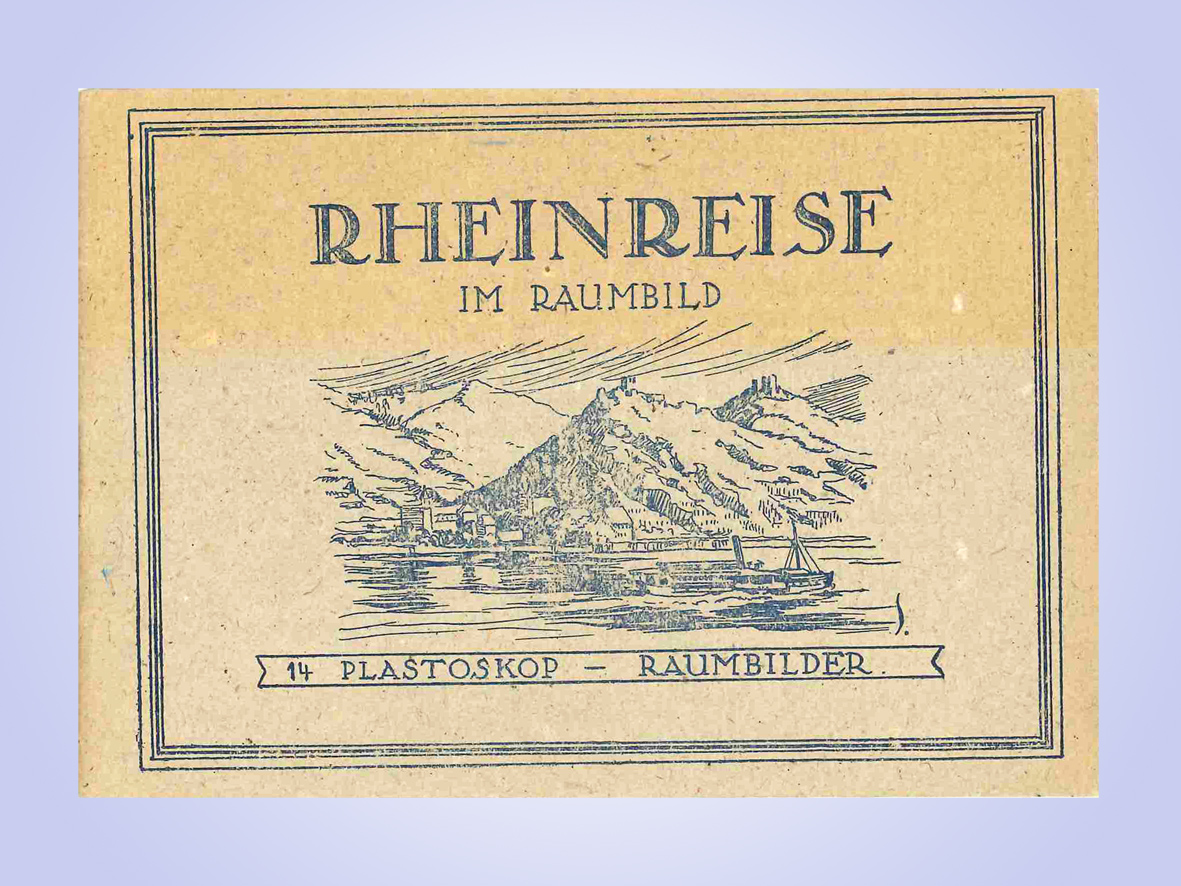 RHEINREISE
IM RAUMBILD
14 PLASTOSKOP – RAUMBILDER.